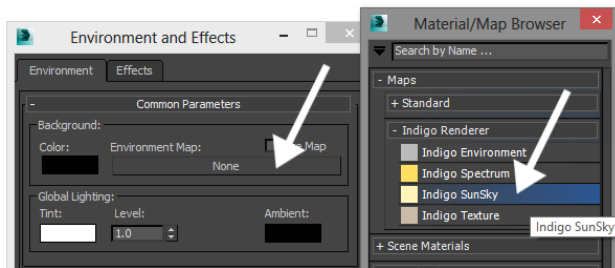 Environment and Effects
Environment Effects
- Common Parameters
Background:
Color: Environment Map: Map
None
Global Lighting:
Tint: Level: Ambient:
1.0
Material/Map Browser
Search by Name ...
- Maps
+ Standard
- Indigo Renderer
Indigo Environment
Indigo Spectrum
Indigo SunSky
Indigo Texture
Indigo SunSky
+ Scene Materials